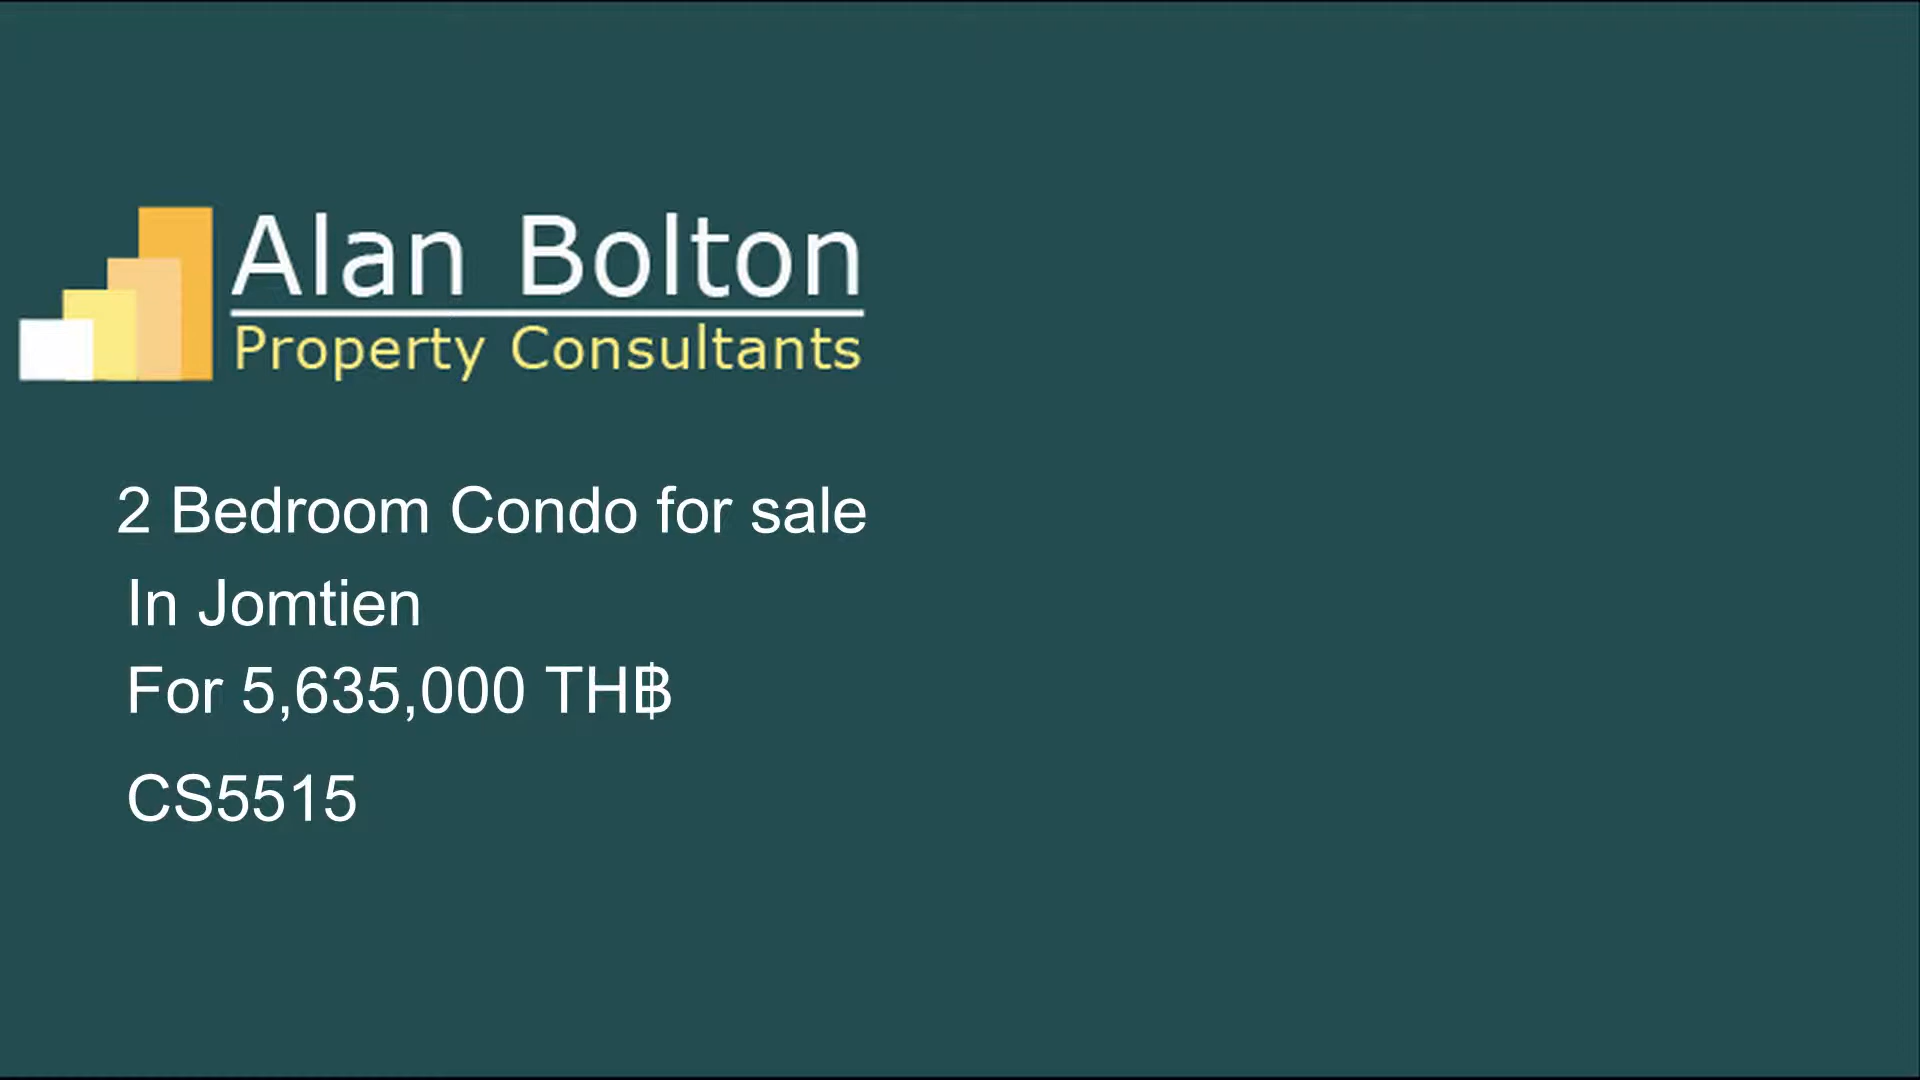 Alan Bolton
Property Consultants
2 Bedroom Condo for sale
In Jomtien
For 5,635,000 TH฿
CS5515